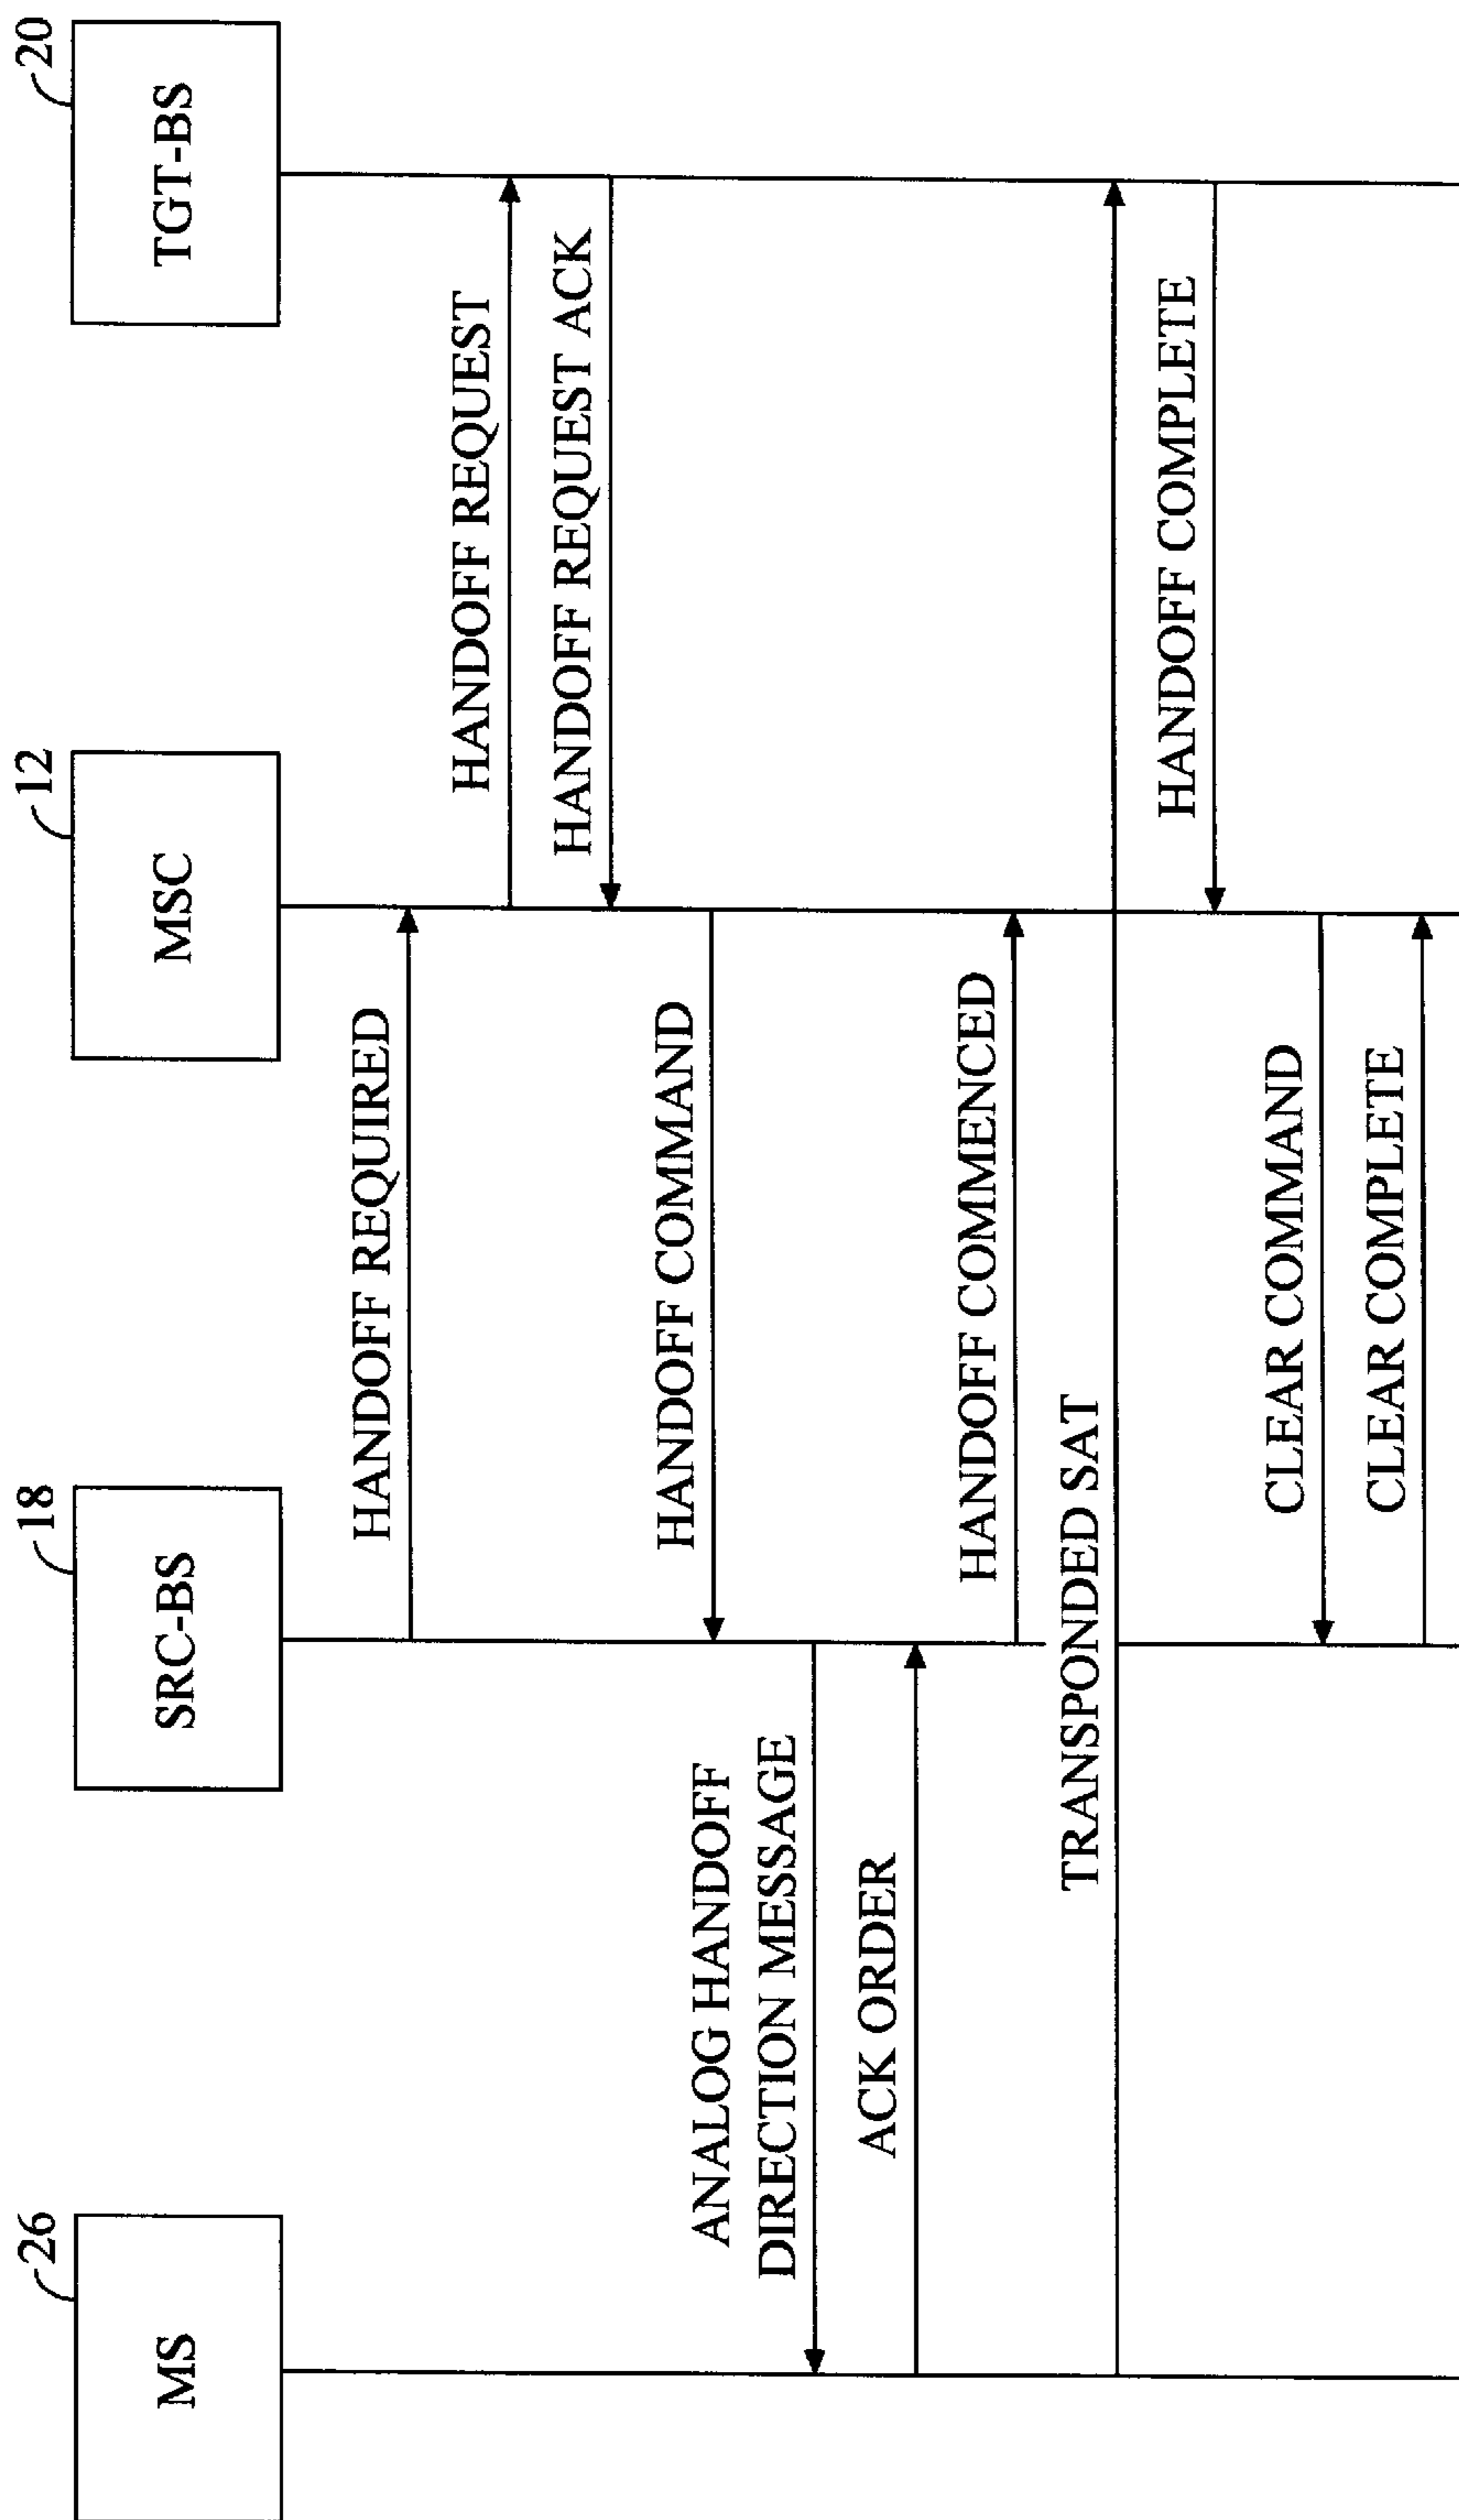 26
18
12
20
MS
SRC-BS
MSC
TGT-BS
HANDOFF REQUIRED
HANDOFF REQUEST
HANDOFF REQUEST ACK
HANDOFF COMMAND
ANALOG HANDOFF
DIRECTION MESSAGE
ACK ORDER
HANDOFF COMMENCED
TRANSPONDED SAT
HANDOFF COMPLETE
CLEAR COMMAND
CLEAR COMPLETE